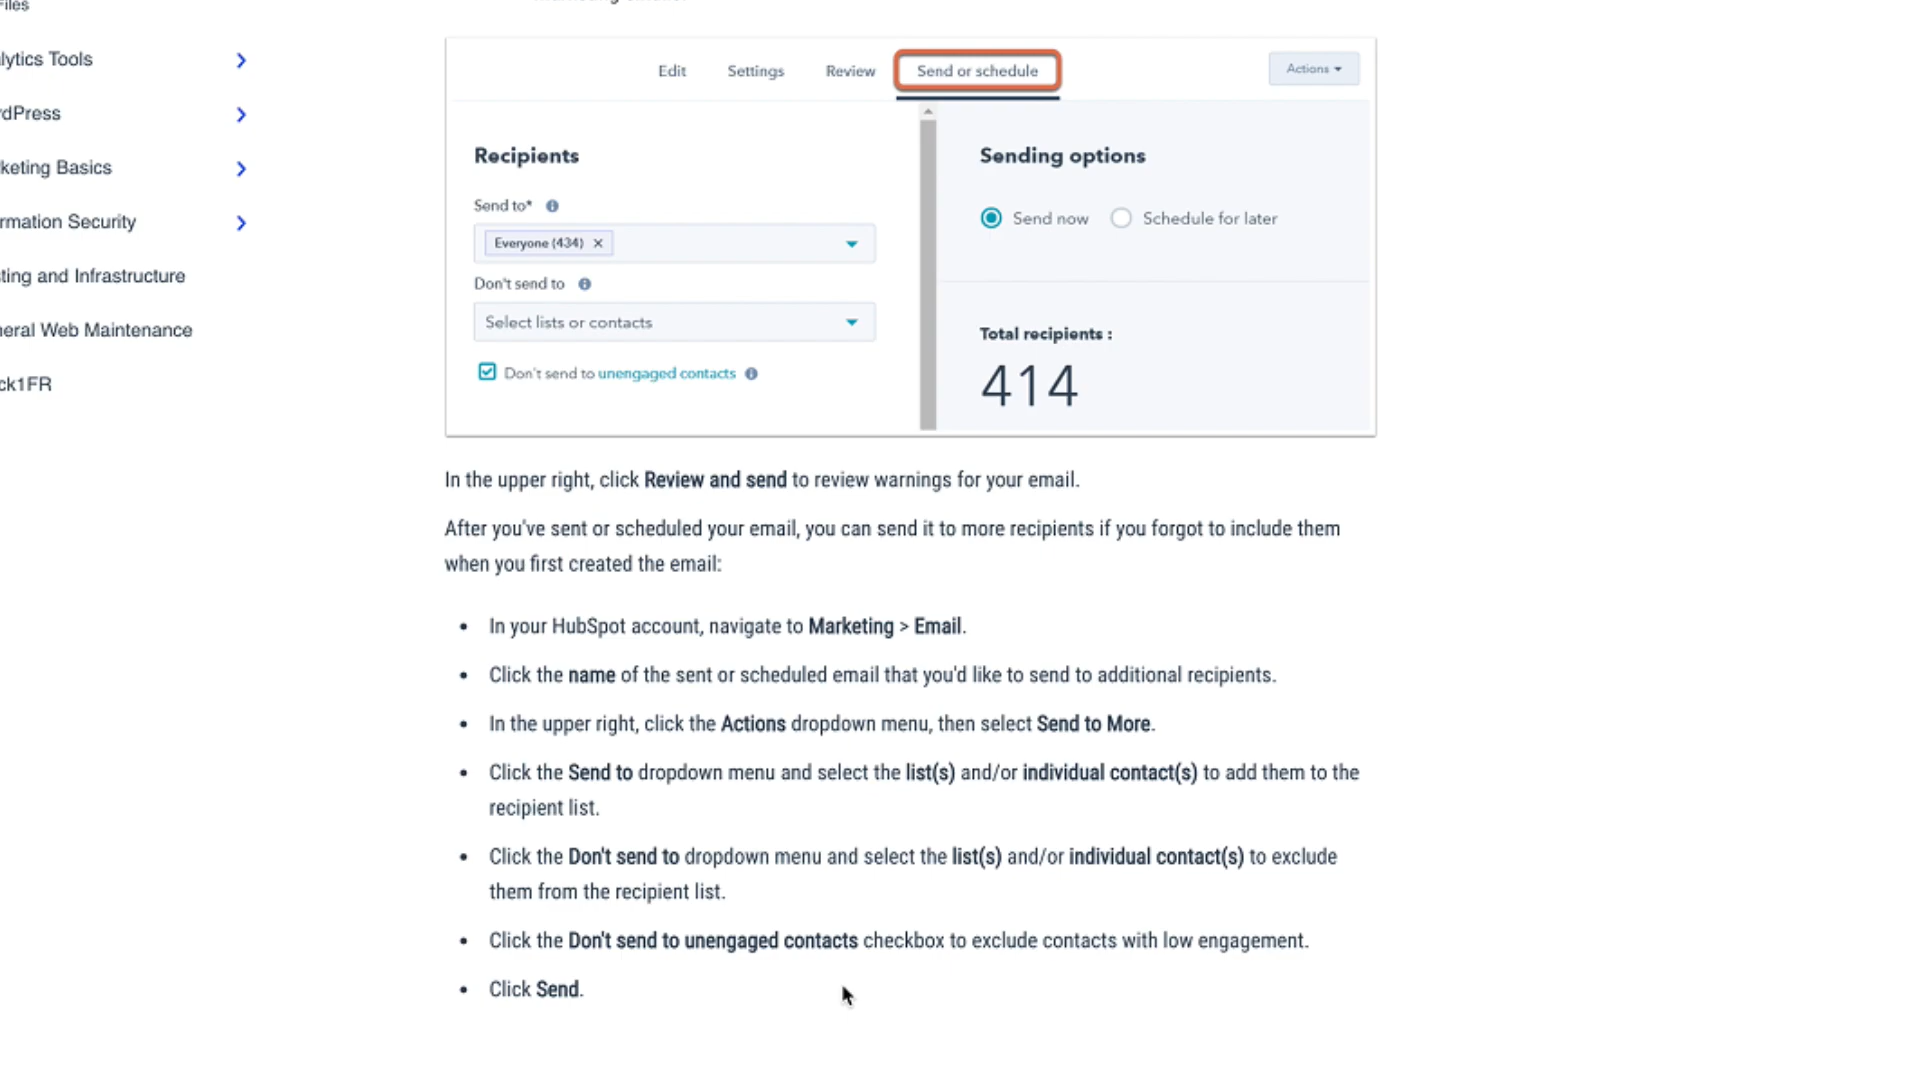 Files
lytics Tools
dPress
keting Basics
rmation Security
ting and Infrastructure
neral Web Maintenance
ck1FR
Edit
Settings
Review
Send or schedule
Actions
Recipients
Send to*
Everyone (434) ×
Don't send to
Select lists or contacts
Don't send to unengaged contacts
Sending options
Send now
Schedule for later
Total recipients :
414
In the upper right, click Review and send to review warnings for your email.
After you've sent or scheduled your email, you can send it to more recipients if you forgot to include them
when you first created the email:
• In your HubSpot account, navigate to Marketing > Email.
• Click the name of the sent or scheduled email that you'd like to send to additional recipients.
• In the upper right, click the Actions dropdown menu, then select Send to More.
• Click the Send to dropdown menu and select the list(s) and/or individual contact(s) to add them to the
recipient list.
• Click the Don't send to dropdown menu and select the list(s) and/or individual contact(s) to exclude
them from the recipient list.
• Click the Don't send to unengaged contacts checkbox to exclude contacts with low engagement.
• Click Send.